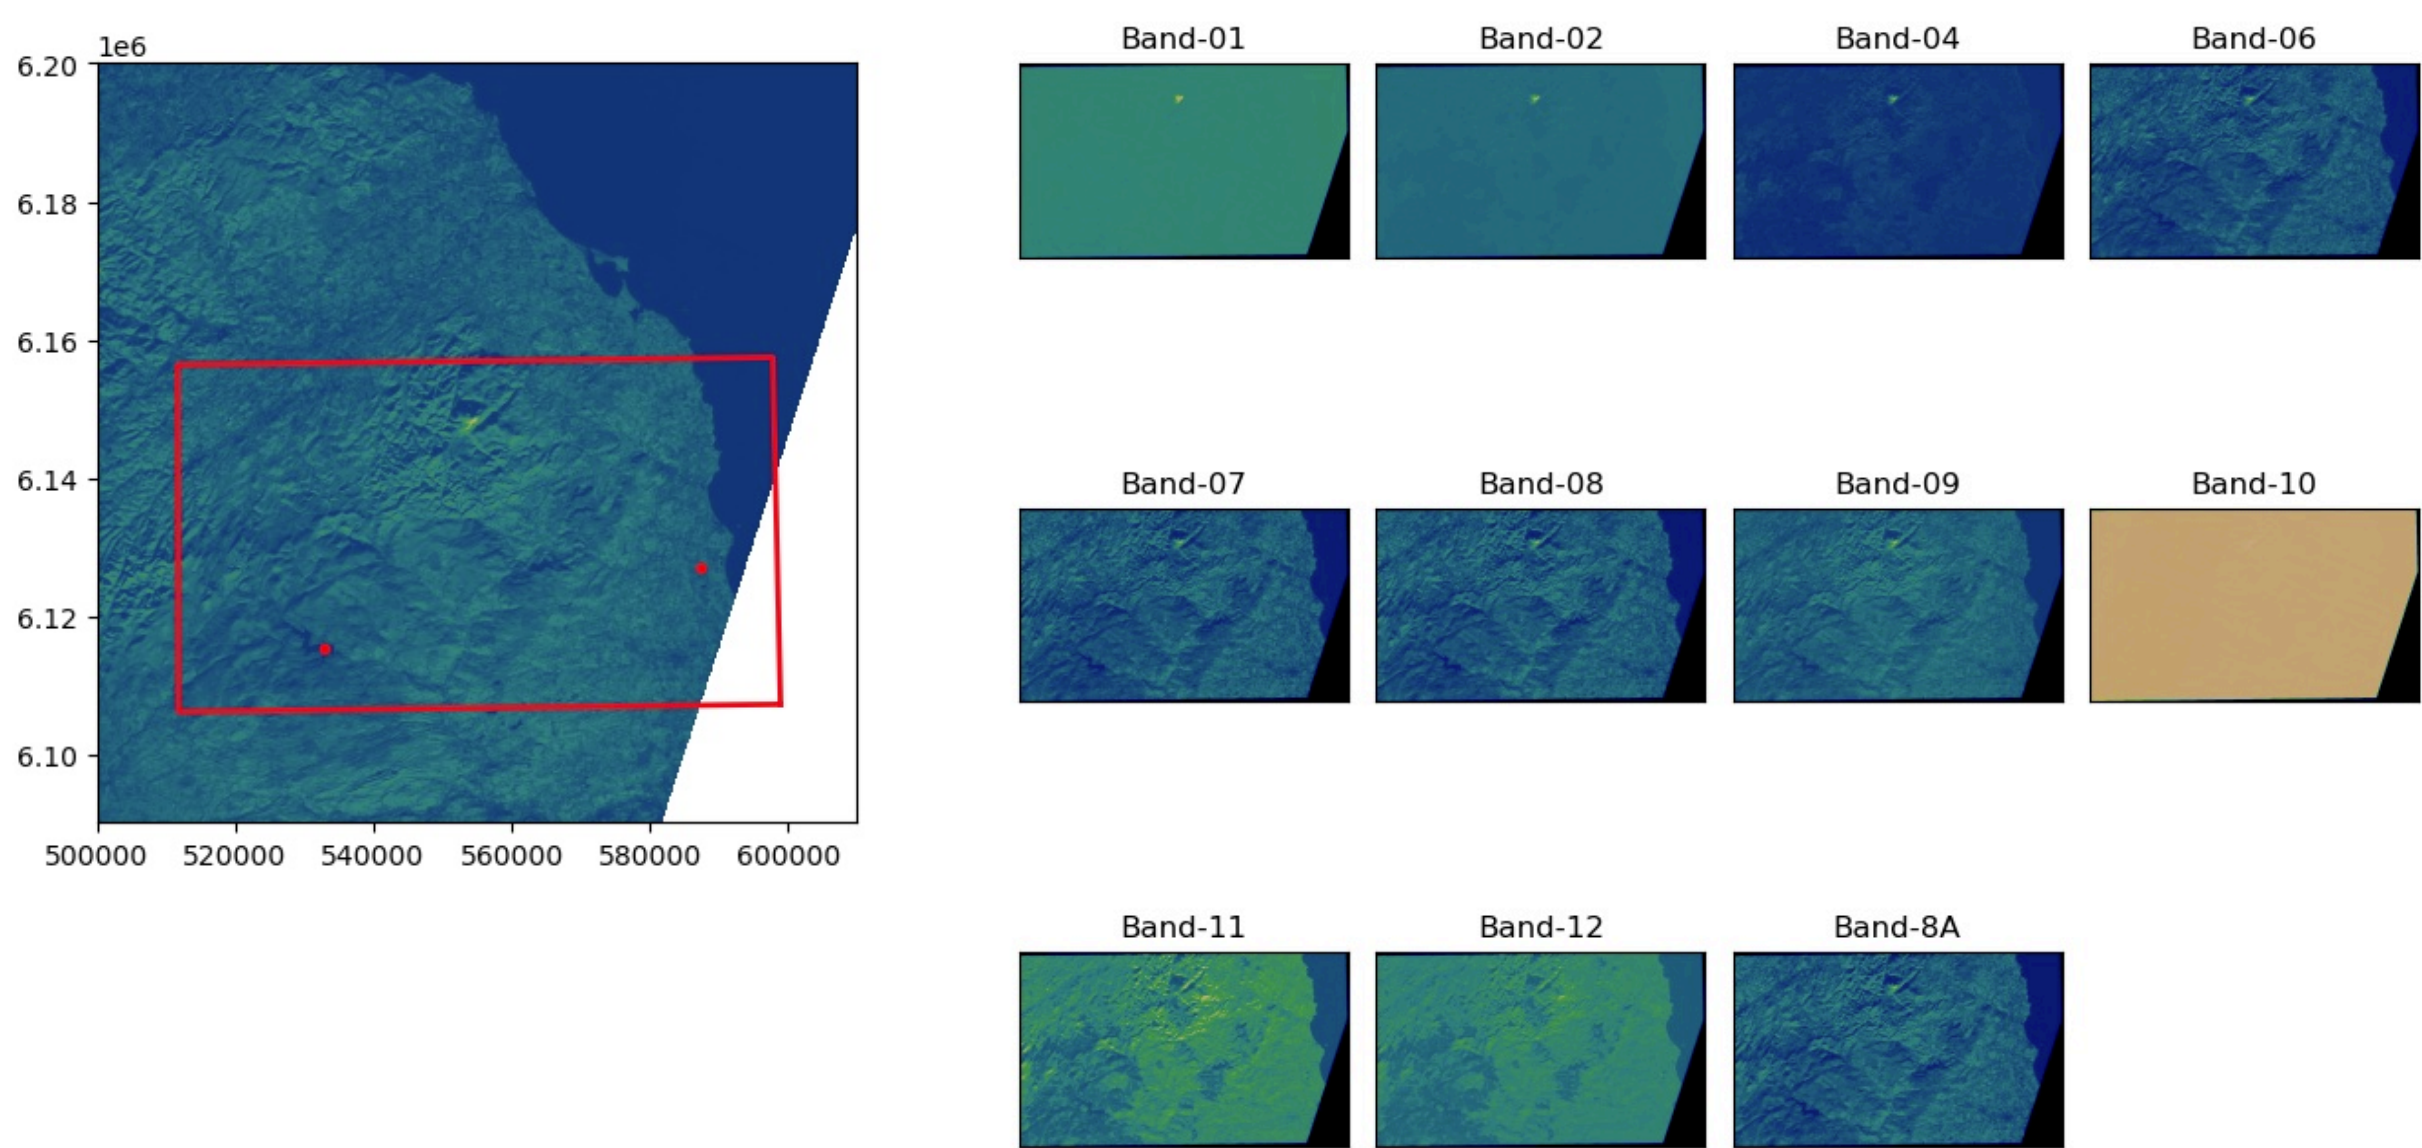 1e6
6.20
6.18
6.16
6.14
6.12
6.10
500000 520000 540000 560000 580000 600000
Band-01 Band-02 Band-04 Band-06
Band-07 Band-08 Band-09 Band-10
Band-11 Band-12 Band-8A